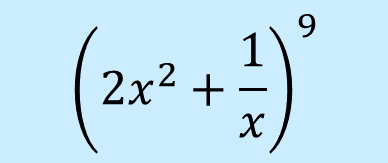 (2x² + 1/x)⁹